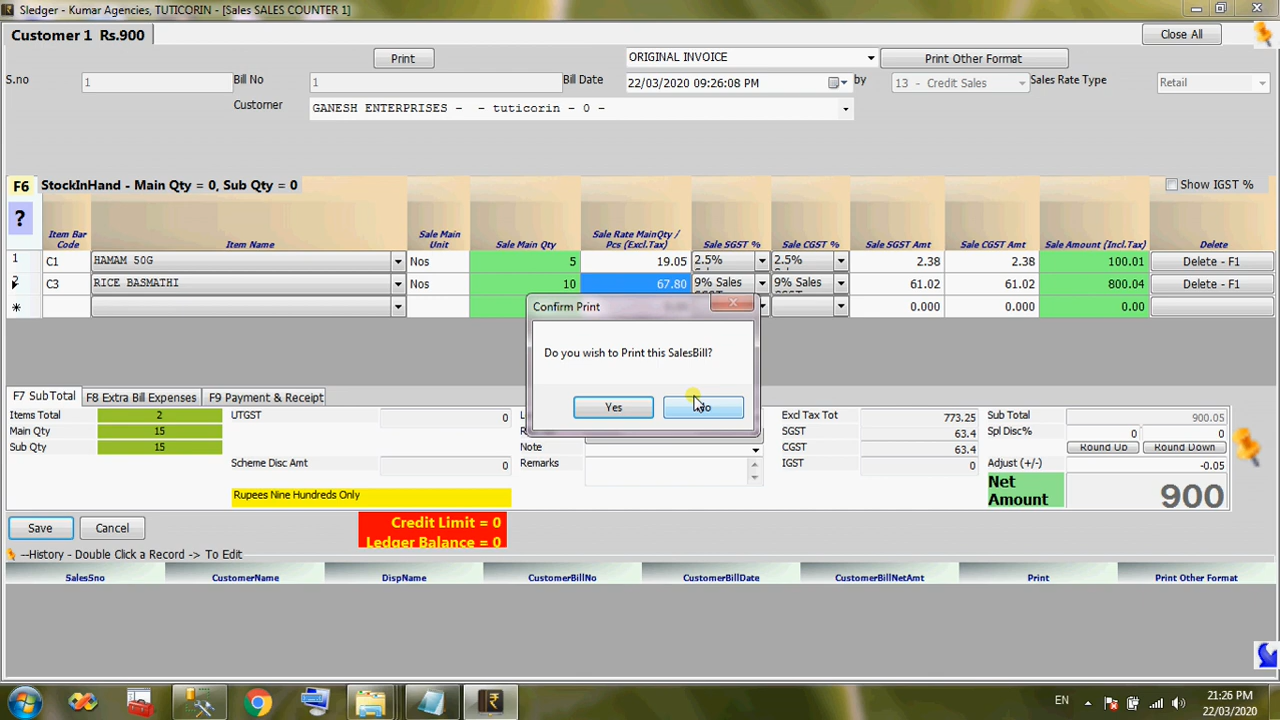 Sledger - Kumar Agencies, TUTICORIN - [Sales SALES COUNTER 1]
Customer 1 Rs.900
Close All
Print
ORIGINAL INVOICE
Print Other Format
S.no
1
Bill No
1
Bill Date
22/03/2020 09:26:08 PM
by
13 - Credit Sales
Sales Rate Type
Retail
Customer
GANESH ENTERPRISES - - tuticorin - 0 -
F6
StockInHand - Main Qty = 0, Sub Qty = 0
Show IGST %
?
Item Bar Code
Item Name
Sale Main Unit
Sale Main Qty
Sale Rate MainQty / Pcs (Excl.Tax)
Sale SGST %
Sale CGST %
Sale SGST Amt
Sale CGST Amt
Sale Amount (Incl.Tax)
Delete
1 C1 HAMAM 50G Nos 5 19.05 2.5% 2.5% 2.38 2.38 100.01 Delete - F1
2 C3 RICE BASMATHI Nos 10 67.80 9% Sales 9% Sales 61.02 61.02 800.04 Delete - F1
* 0.000 0.000 0.00
Confirm Print
Do you wish to Print this SalesBill?
Yes
F7 SubTotal
F8 Extra Bill Expenses
F9 Payment & Receipt
Items Total 2
Main Qty 15
Sub Qty 15
UTGST 0
Scheme Disc Amt 0
Rupees Nine Hundreds Only
Note
Remarks
Excl Tax Tot 773.25
SGST 63.4
CGST 63.4
IGST 0
Sub Total 900.05
Spl Disc% 0 0
Round Up
Round Down
Adjust (+/-) -0.05
Net Amount 900
Save
Cancel
Credit Limit = 0
Ledger Balance = 0
--History - Double Click a Record -> To Edit
SalesSno
CustomerName
DispName
CustomerBillNo
CustomerBillDate
CustomerBillNetAmt
Print
Print Other Format
EN
21:26 PM
22/03/2020